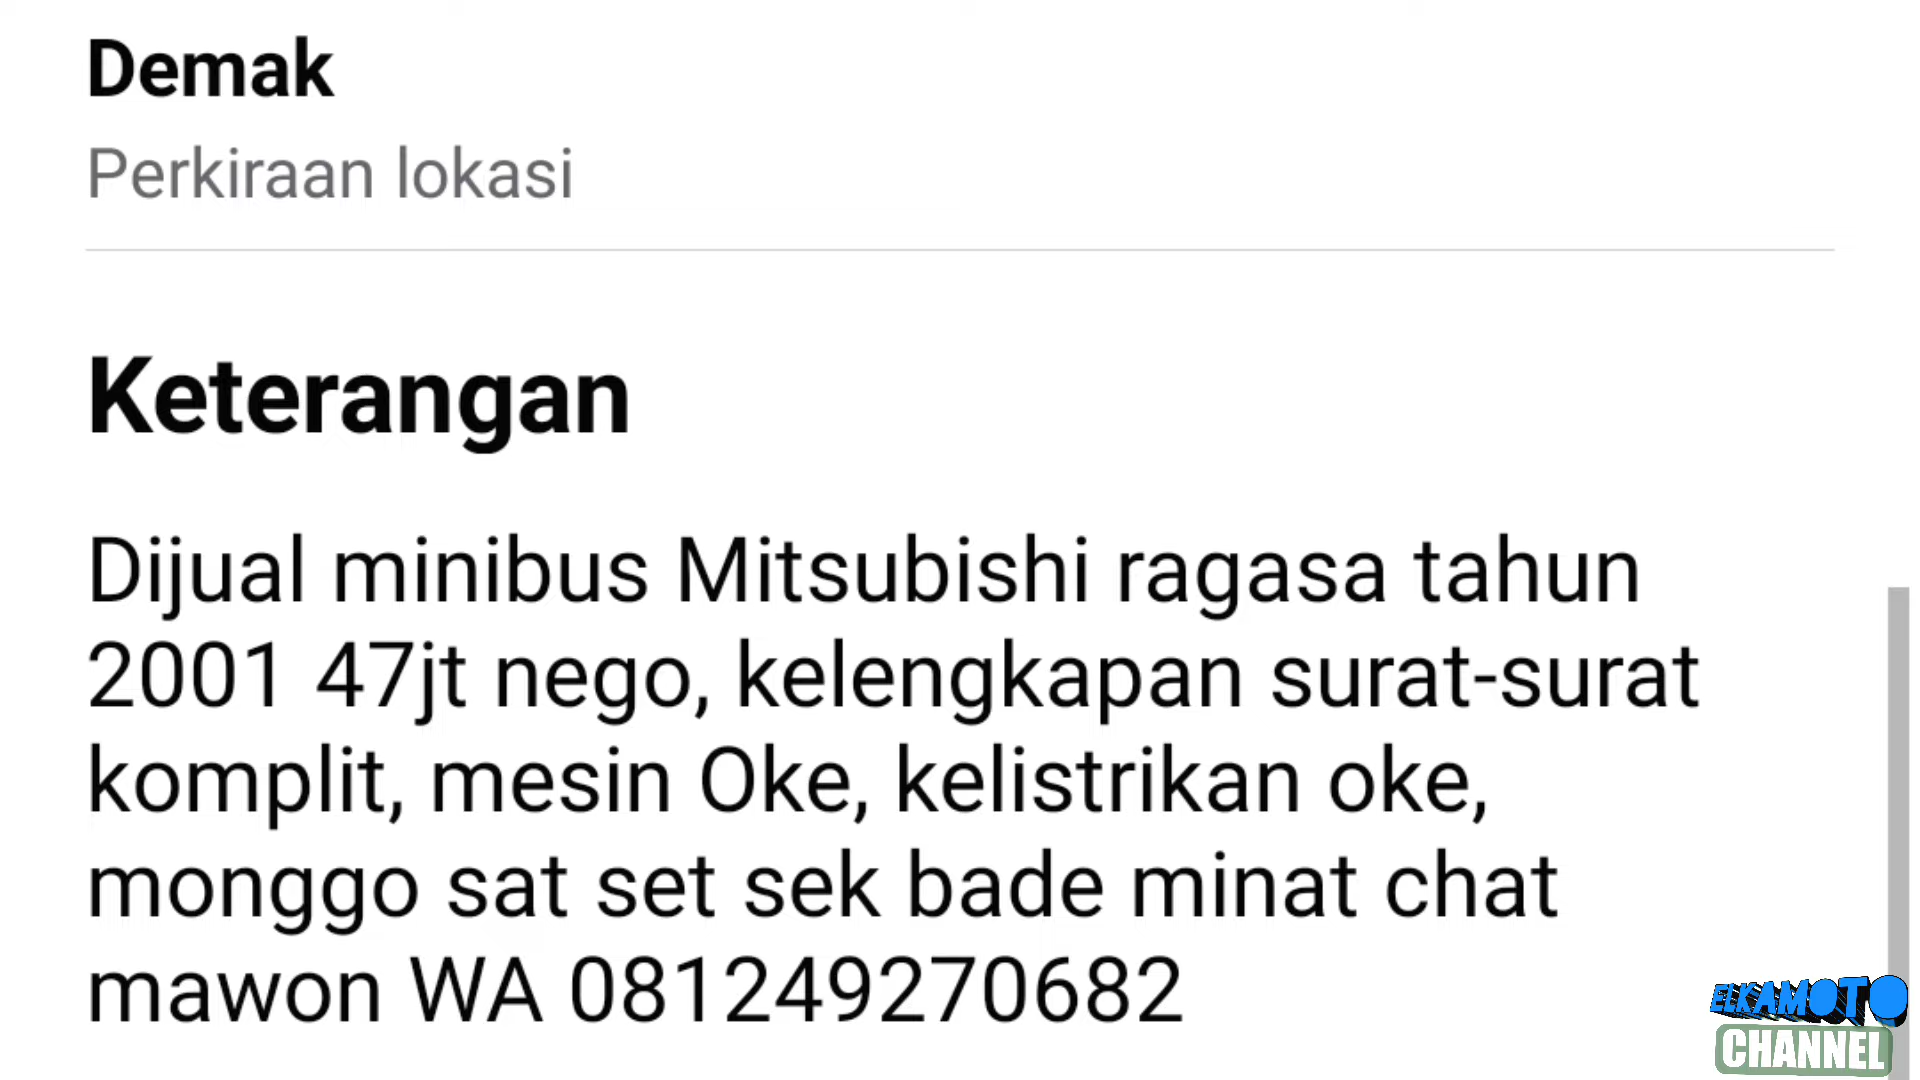 Demak
Perkiraan lokasi
Keterangan
Dijual minibus Mitsubishi ragasa tahun
2001 47jt nego, kelengkapan surat-surat
komplit, mesin Oke, kelistrikan oke,
monggo sat set sek bade minat chat
mawon WA 081249270682
ELKAMOTO
CHANNEL